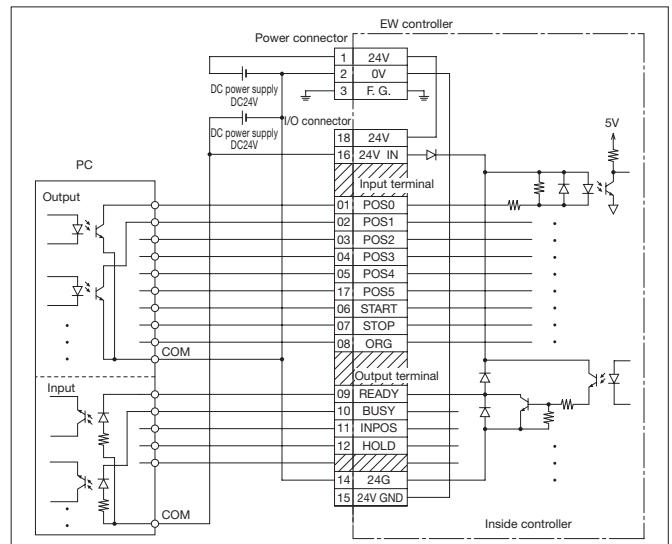 EW controller
Power connector
1 24V
2 0V
3 F. G.
DC power supply
DC24V
I/O connector
DC power supply
DC24V
18 24V
16 24V IN
5V
PC
Input terminal
Output
01 POS0
02 POS1
03 POS2
04 POS3
05 POS4
17 POS5
06 START
07 STOP
08 ORG
COM
Output terminal
Input
09 READY
10 BUSY
11 INPOS
12 HOLD
14 24G
15 24V GND
COM
Inside controller